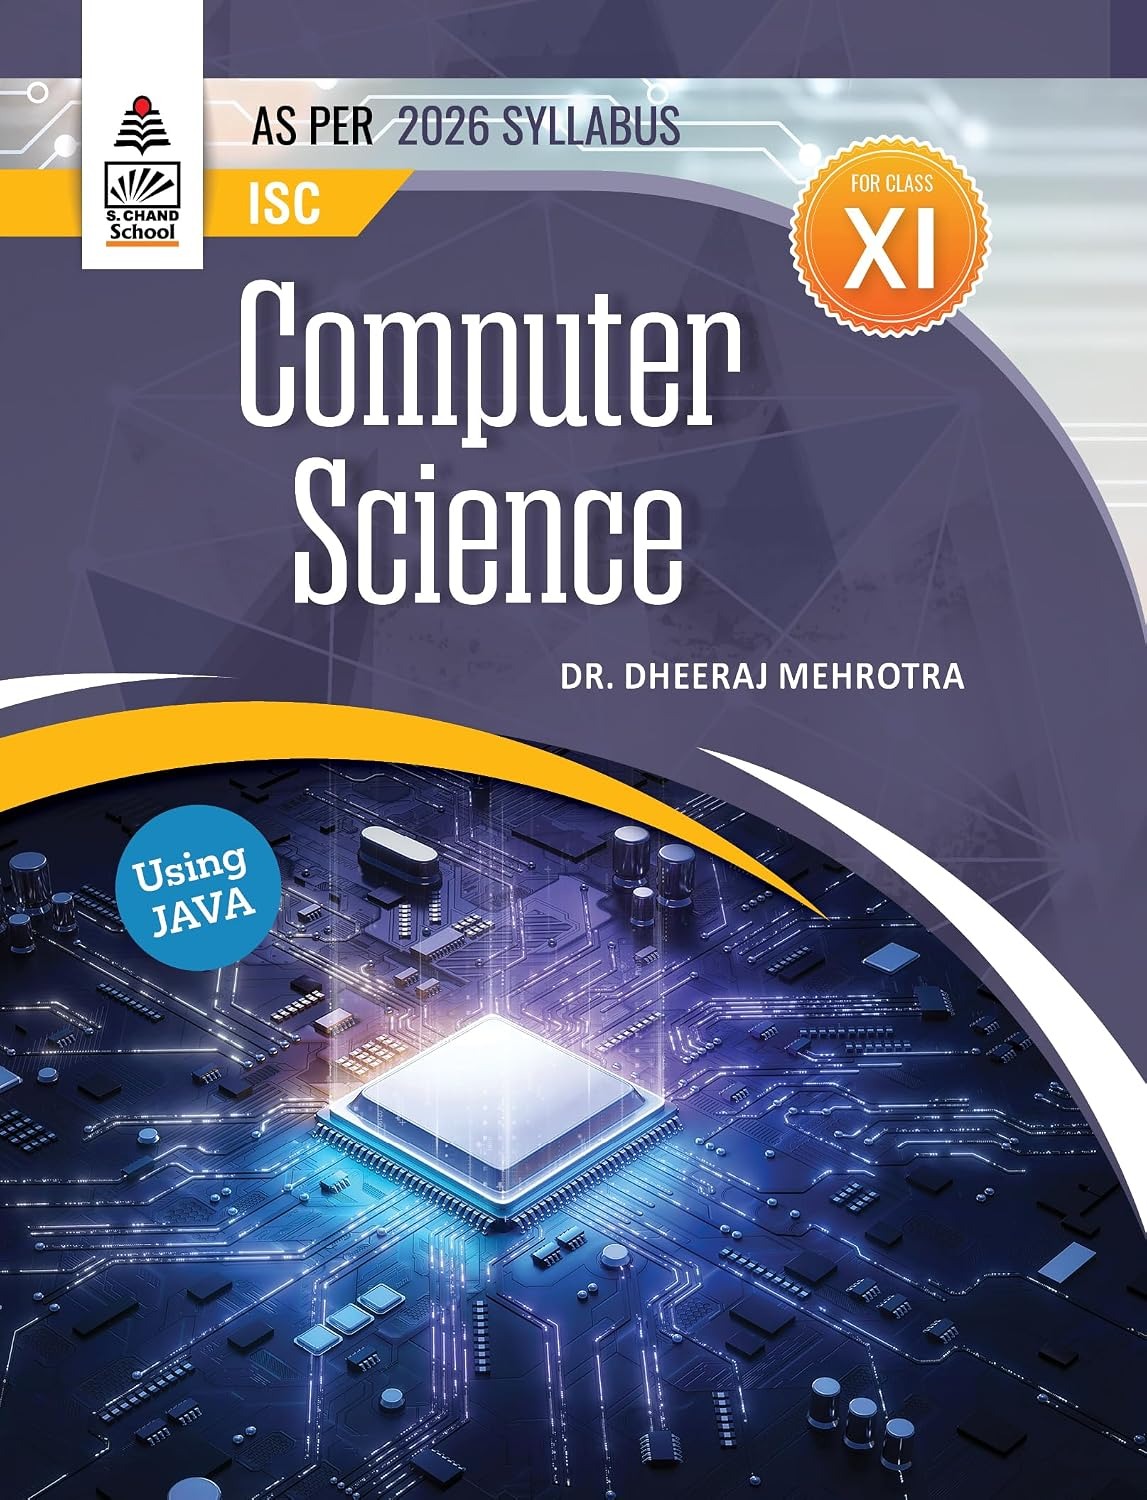 AS PER 2026 SYLLABUS
S. CHAND
School
ISC
FOR CLASS
XI
Computer
Science
DR. DHEERAJ MEHROTRA
Using
JAVA